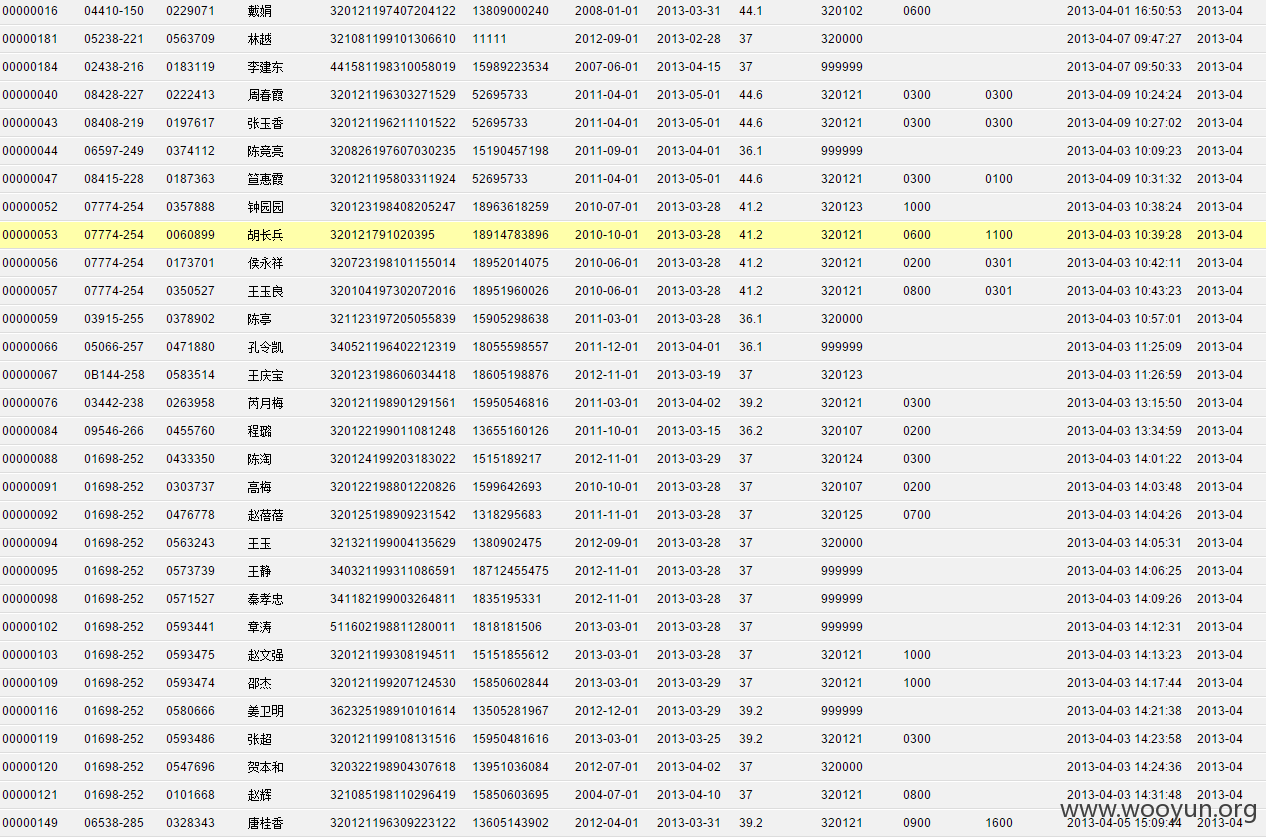 00000016 04410-150 0229071 戴娟 320121197407204122 13809000240 2008-01-01 2013-03-31 44.1 320102 0600 2013-04-01 16:50:53 2013-04
00000181 05238-221 0563709 林越 321081199101306610 11111 2012-09-01 2013-02-28 37 320000 2013-04-07 09:47:27 2013-04
00000184 02438-216 0183119 李建东 441581198310058019 15989223534 2007-06-01 2013-04-15 37 999999 2013-04-07 09:50:33 2013-04
00000040 08428-227 0222413 周春霞 320121196303271529 52695733 2011-04-01 2013-05-01 44.6 320121 0300 0300 2013-04-09 10:24:24 2013-04
00000043 08408-219 0197617 张玉香 320121196211101522 52695733 2011-04-01 2013-05-01 44.6 320121 0300 0300 2013-04-09 10:27:02 2013-04
00000044 06597-249 0374112 陈亮 320826197607030235 15190457198 2011-09-01 2013-04-01 36.1 999999 2013-04-03 10:09:23 2013-04
00000047 08415-228 0187363 惠霞 320121195803311924 52695733 2011-04-01 2013-05-01 44.6 320121 0300 0100 2013-04-09 10:31:32 2013-04
00000052 07774-254 0357888 钟园园 320123198408205247 18963618259 2010-07-01 2013-03-28 41.2 320123 1000 2013-04-03 10:38:24 2013-04
00000053 07774-254 0060899 胡长兵 320121791020395 18914783896 2010-10-01 2013-03-28 41.2 320121 0600 1100 2013-04-03 10:39:28 2013-04
00000056 07774-254 0173701 侯永祥 320723198101155014 18952014075 2010-06-01 2013-03-28 41.2 320121 0200 0301 2013-04-03 10:42:11 2013-04
00000057 07774-254 0350527 王玉良 320104197302072016 18951960026 2010-06-01 2013-03-28 41.2 320121 0800 0301 2013-04-03 10:43:23 2013-04
00000059 03915-255 0378902 陈亭 321123197205055839 15905298638 2011-03-01 2013-03-28 36.1 320000 2013-04-03 10:57:01 2013-04
00000066 05066-257 0471880 孔令凯 340521196402212319 18055598557 2011-12-01 2013-04-01 36.1 999999 2013-04-03 11:25:09 2013-04
00000067 0B144-258 0583514 王庆宝 320123198606034418 18605198876 2012-11-01 2013-03-19 37 320123 2013-04-03 11:26:59 2013-04
00000076 03442-238 0263958 芮月梅 320121198901291561 15950546816 2011-03-01 2013-04-02 39.2 320121 0300 2013-04-03 13:15:50 2013-04
00000084 09546-266 0455760 程璐 320122199011081248 13655160126 2011-10-01 2013-03-15 36.2 320107 0200 2013-04-03 13:34:59 2013-04
00000088 01698-252 0433350 陈淘 320124199203183022 1515189217 2012-11-01 2013-03-29 37 320124 0300 2013-04-03 14:01:22 2013-04
00000091 01698-252 0303737 高梅 320122198801220826 1599642693 2010-10-01 2013-03-28 37 320107 0200 2013-04-03 14:03:48 2013-04
00000092 01698-252 0476778 赵蓓蓓 320125198909231542 1318295683 2011-11-01 2013-03-28 37 320125 0700 2013-04-03 14:04:26 2013-04
00000094 01698-252 0563243 王玉 321321199004135629 1380902475 2012-09-01 2013-03-28 37 320000 2013-04-03 14:05:31 2013-04
00000095 01698-252 0573739 王静 340321199311086591 18712455475 2012-11-01 2013-03-28 37 999999 2013-04-03 14:06:25 2013-04
00000098 01698-252 0571527 秦孝忠 341182199003264811 1835195331 2012-11-01 2013-03-28 37 999999 2013-04-03 14:09:26 2013-04
00000102 01698-252 0593441 章涛 511602198811280011 1818181506 2013-03-01 2013-03-28 37 999999 2013-04-03 14:12:31 2013-04
00000103 01698-252 0593475 赵文强 320121199308194511 15151855612 2013-03-01 2013-03-28 37 320121 1000 2013-04-03 14:13:23 2013-04
00000109 01698-252 0593474 邵杰 320121199207124530 15850602844 2013-03-01 2013-03-29 37 320121 1000 2013-04-03 14:17:44 2013-04
00000116 01698-252 0580666 姜卫明 362325198910101614 13505281967 2012-12-01 2013-03-29 39.2 999999 2013-04-03 14:21:38 2013-04
00000119 01698-252 0593486 张超 320121199108131516 15950481616 2013-03-01 2013-03-25 39.2 320121 0300 2013-04-03 14:23:58 2013-04
00000120 01698-252 0547696 贺本和 320322198904307618 13951036084 2012-07-01 2013-04-02 37 320000 2013-04-03 14:24:36 2013-04
00000121 01698-252 0101668 赵辉 321085198110296419 15850603695 2004-07-01 2013-04-10 37 320121 0800 2013-04-03 14:31:48 2013-04
00000149 06538-285 0328343 唐桂香 320121196309223122 13605143902 2012-04-01 2013-03-31 39.2 320121 0900 1600 2013-04-05 15:09:44 2013-04
www.wooyun.org